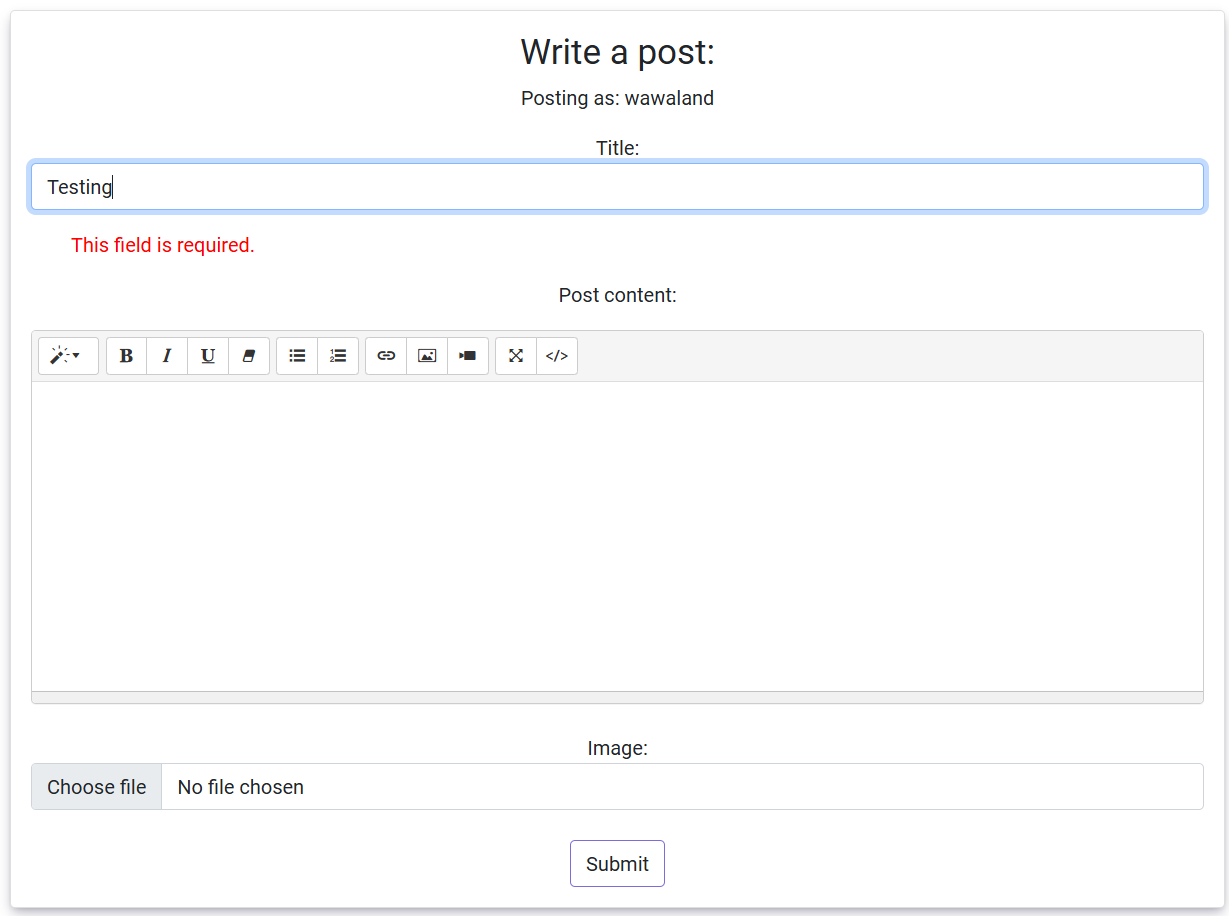 Write a post:
Posting as: wawaland
Title:
Testing
This field is required.
Post content:
B I U </>
Image:
Choose file No file chosen
Submit